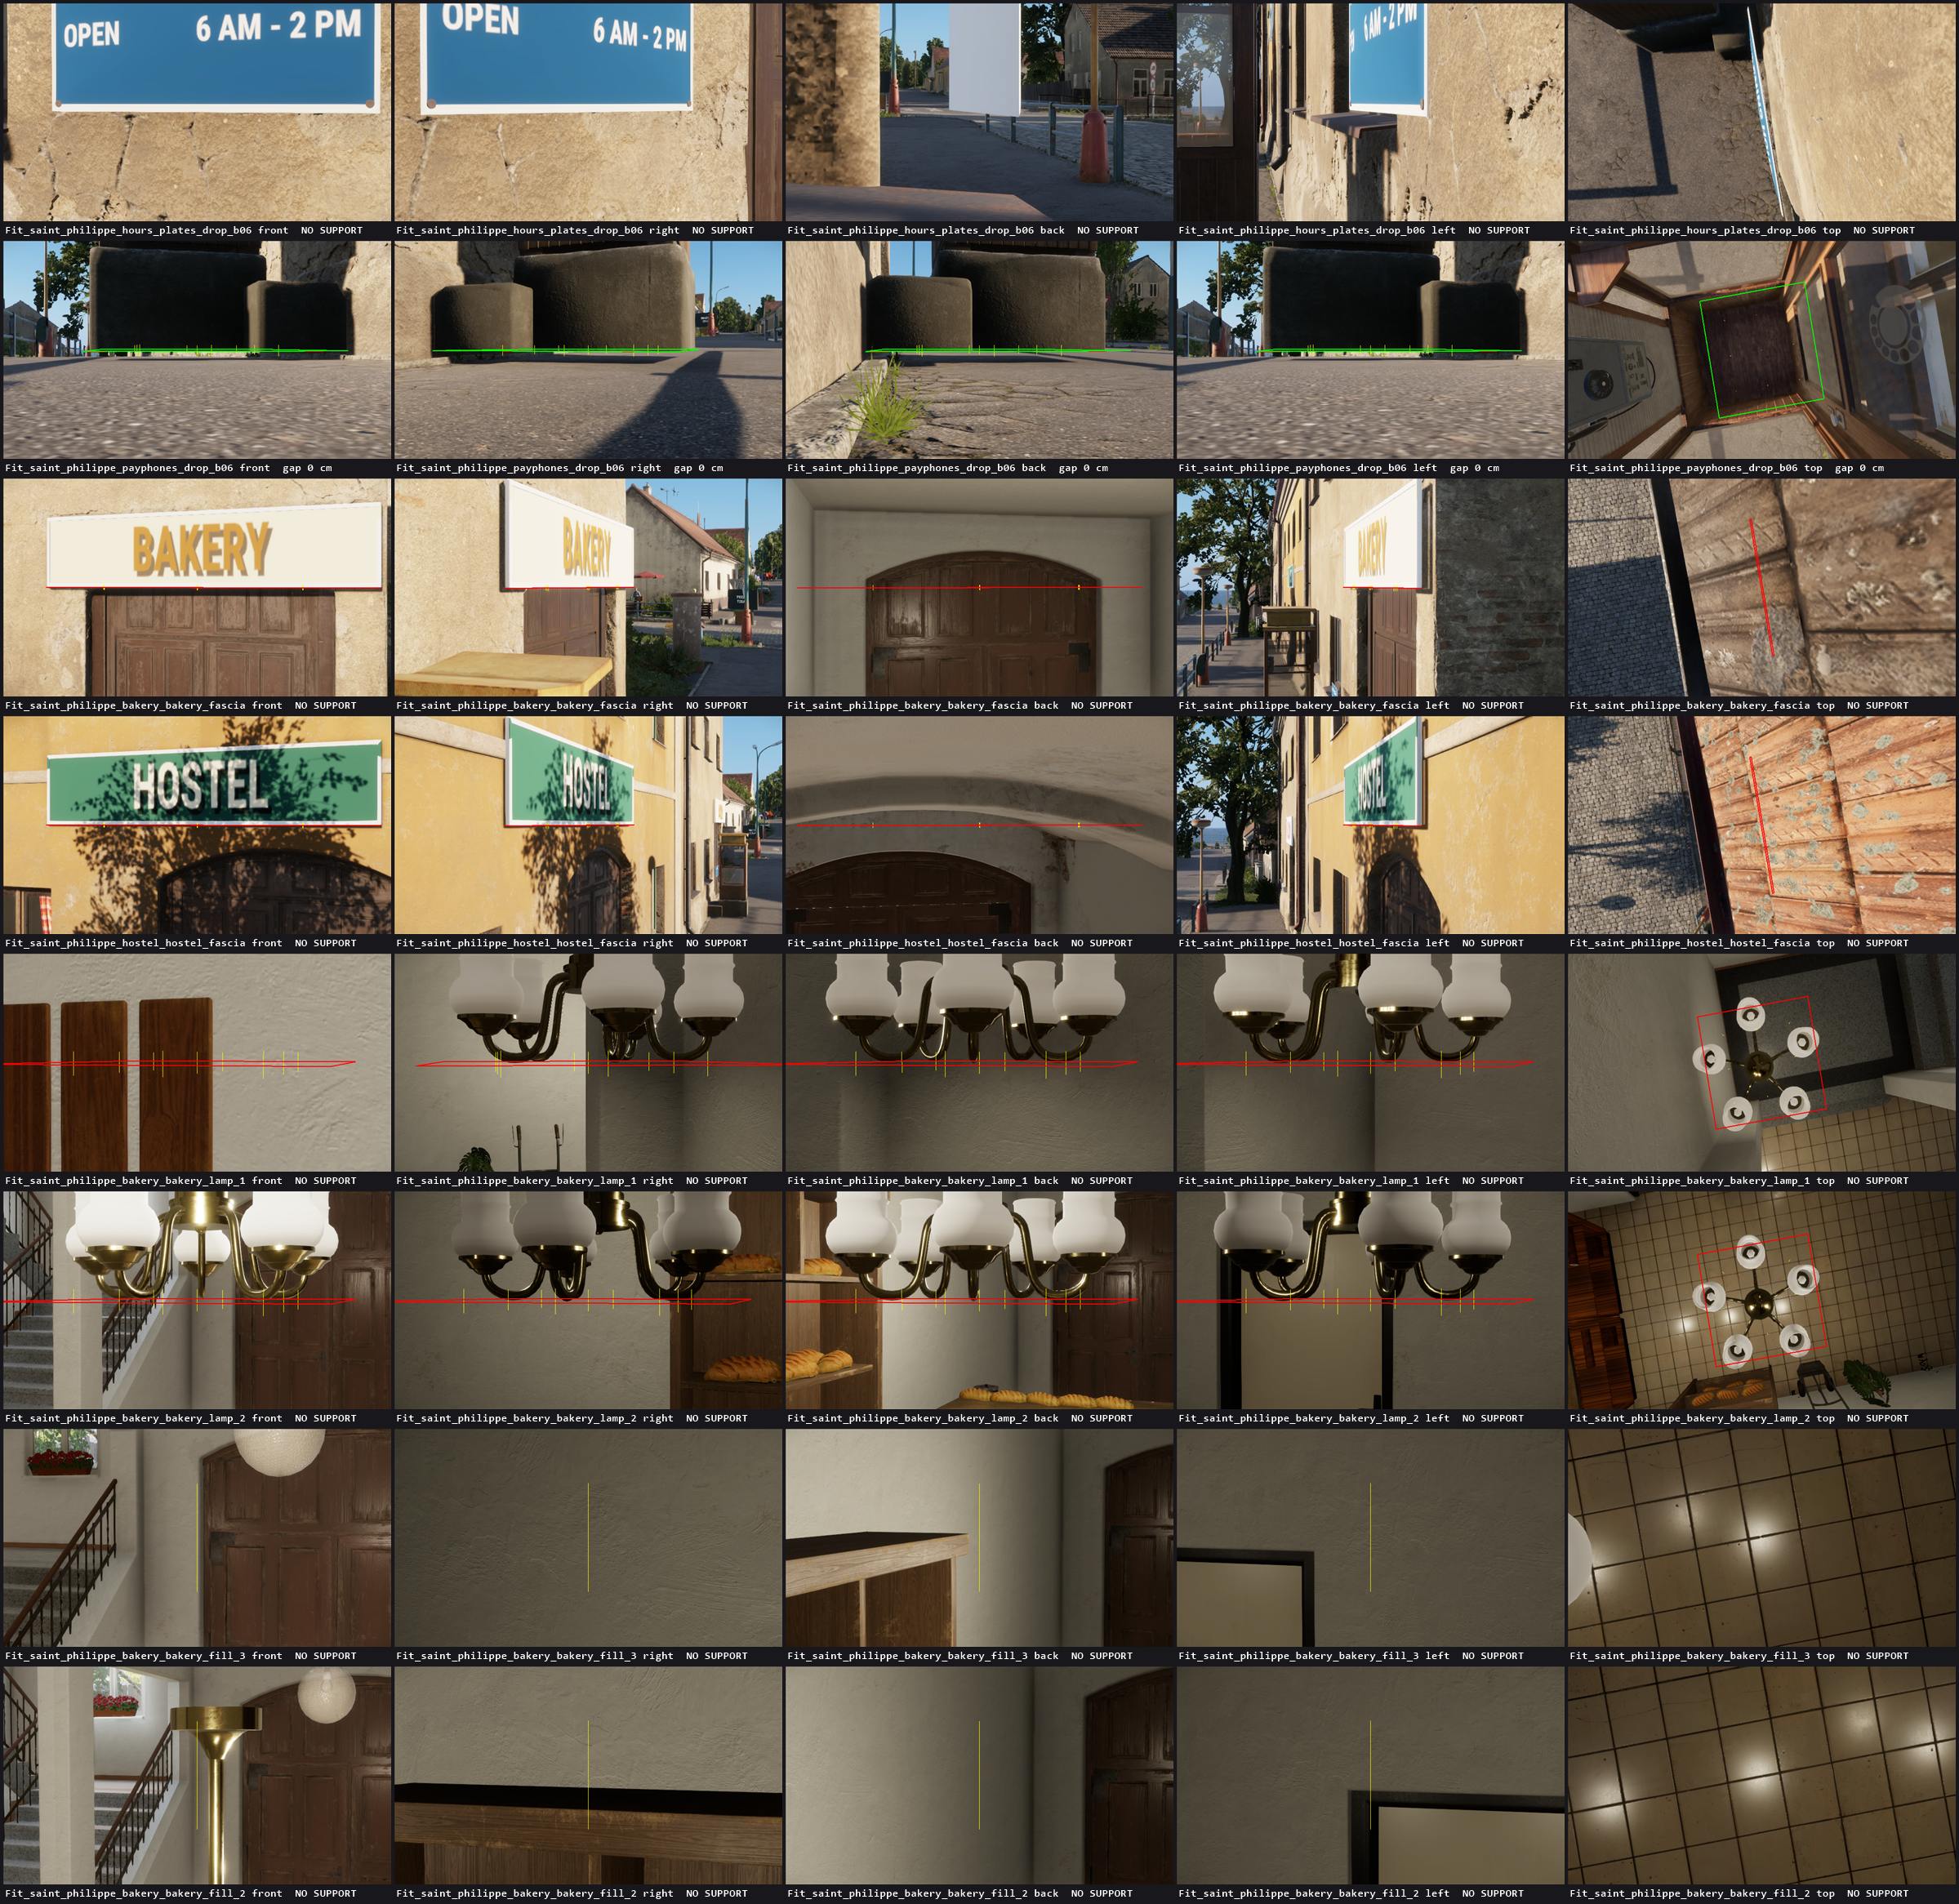 OPEN 6 AM - 2 PM
OPEN 6 AM - 2 PM
6 AM - 2 PM
Fit_saint_philippe_hours_plates_drop_b06 front NO SUPPORT
Fit_saint_philippe_hours_plates_drop_b06 right NO SUPPORT
Fit_saint_philippe_hours_plates_drop_b06 back NO SUPPORT
Fit_saint_philippe_hours_plates_drop_b06 left NO SUPPORT
Fit_saint_philippe_hours_plates_drop_b06 top NO SUPPORT
Fit_saint_philippe_payphones_drop_b06 front gap 0 cm
Fit_saint_philippe_payphones_drop_b06 right gap 0 cm
Fit_saint_philippe_payphones_drop_b06 back gap 0 cm
Fit_saint_philippe_payphones_drop_b06 left gap 0 cm
Fit_saint_philippe_payphones_drop_b06 top gap 0 cm
BAKERY
BAKERY
BAKERY
Fit_saint_philippe_bakery_bakery_fascia front NO SUPPORT
Fit_saint_philippe_bakery_bakery_fascia right NO SUPPORT
Fit_saint_philippe_bakery_bakery_fascia back NO SUPPORT
Fit_saint_philippe_bakery_bakery_fascia left NO SUPPORT
Fit_saint_philippe_bakery_bakery_fascia top NO SUPPORT
HOSTEL
HOSTEL
HOSTEL
Fit_saint_philippe_hostel_hostel_fascia front NO SUPPORT
Fit_saint_philippe_hostel_hostel_fascia right NO SUPPORT
Fit_saint_philippe_hostel_hostel_fascia back NO SUPPORT
Fit_saint_philippe_hostel_hostel_fascia left NO SUPPORT
Fit_saint_philippe_hostel_hostel_fascia top NO SUPPORT
Fit_saint_philippe_bakery_bakery_lamp_1 front NO SUPPORT
Fit_saint_philippe_bakery_bakery_lamp_1 right NO SUPPORT
Fit_saint_philippe_bakery_bakery_lamp_1 back NO SUPPORT
Fit_saint_philippe_bakery_bakery_lamp_1 left NO SUPPORT
Fit_saint_philippe_bakery_bakery_lamp_1 top NO SUPPORT
Fit_saint_philippe_bakery_bakery_lamp_2 front NO SUPPORT
Fit_saint_philippe_bakery_bakery_lamp_2 right NO SUPPORT
Fit_saint_philippe_bakery_bakery_lamp_2 back NO SUPPORT
Fit_saint_philippe_bakery_bakery_lamp_2 left NO SUPPORT
Fit_saint_philippe_bakery_bakery_lamp_2 top NO SUPPORT
Fit_saint_philippe_bakery_bakery_fill_3 front NO SUPPORT
Fit_saint_philippe_bakery_bakery_fill_3 right NO SUPPORT
Fit_saint_philippe_bakery_bakery_fill_3 back NO SUPPORT
Fit_saint_philippe_bakery_bakery_fill_3 left NO SUPPORT
Fit_saint_philippe_bakery_bakery_fill_3 top NO SUPPORT
Fit_saint_philippe_bakery_bakery_fill_2 front NO SUPPORT
Fit_saint_philippe_bakery_bakery_fill_2 right NO SUPPORT
Fit_saint_philippe_bakery_bakery_fill_2 back NO SUPPORT
Fit_saint_philippe_bakery_bakery_fill_2 left NO SUPPORT
Fit_saint_philippe_bakery_bakery_fill_2 top NO SUPPORT